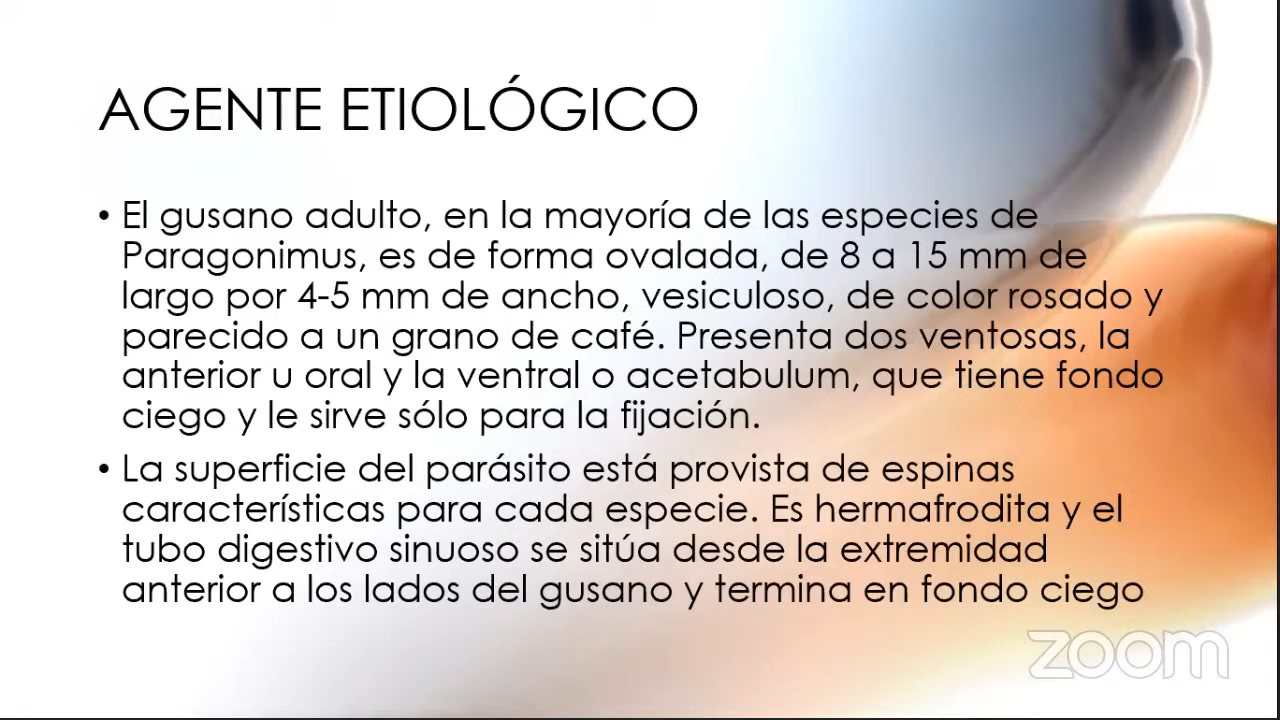 AGENTE ETIOLÓGICO
• El gusano adulto, en la mayoría de las especies de
Paragonimus, es de forma ovalada, de 8 a 15 mm de
largo por 4-5 mm de ancho, vesiculoso, de color rosado y
parecido a un grano de café. Presenta dos ventosas, la
anterior u oral y la ventral o acetabulum, que tiene fondo
ciego y le sirve sólo para la fijación.
• La superficie del parásito está provista de espinas
características para cada especie. Es hermafrodita y el
tubo digestivo sinuoso se sitúa desde la extremidad
anterior a los lados del gusano y termina en fondo ciego
zoom